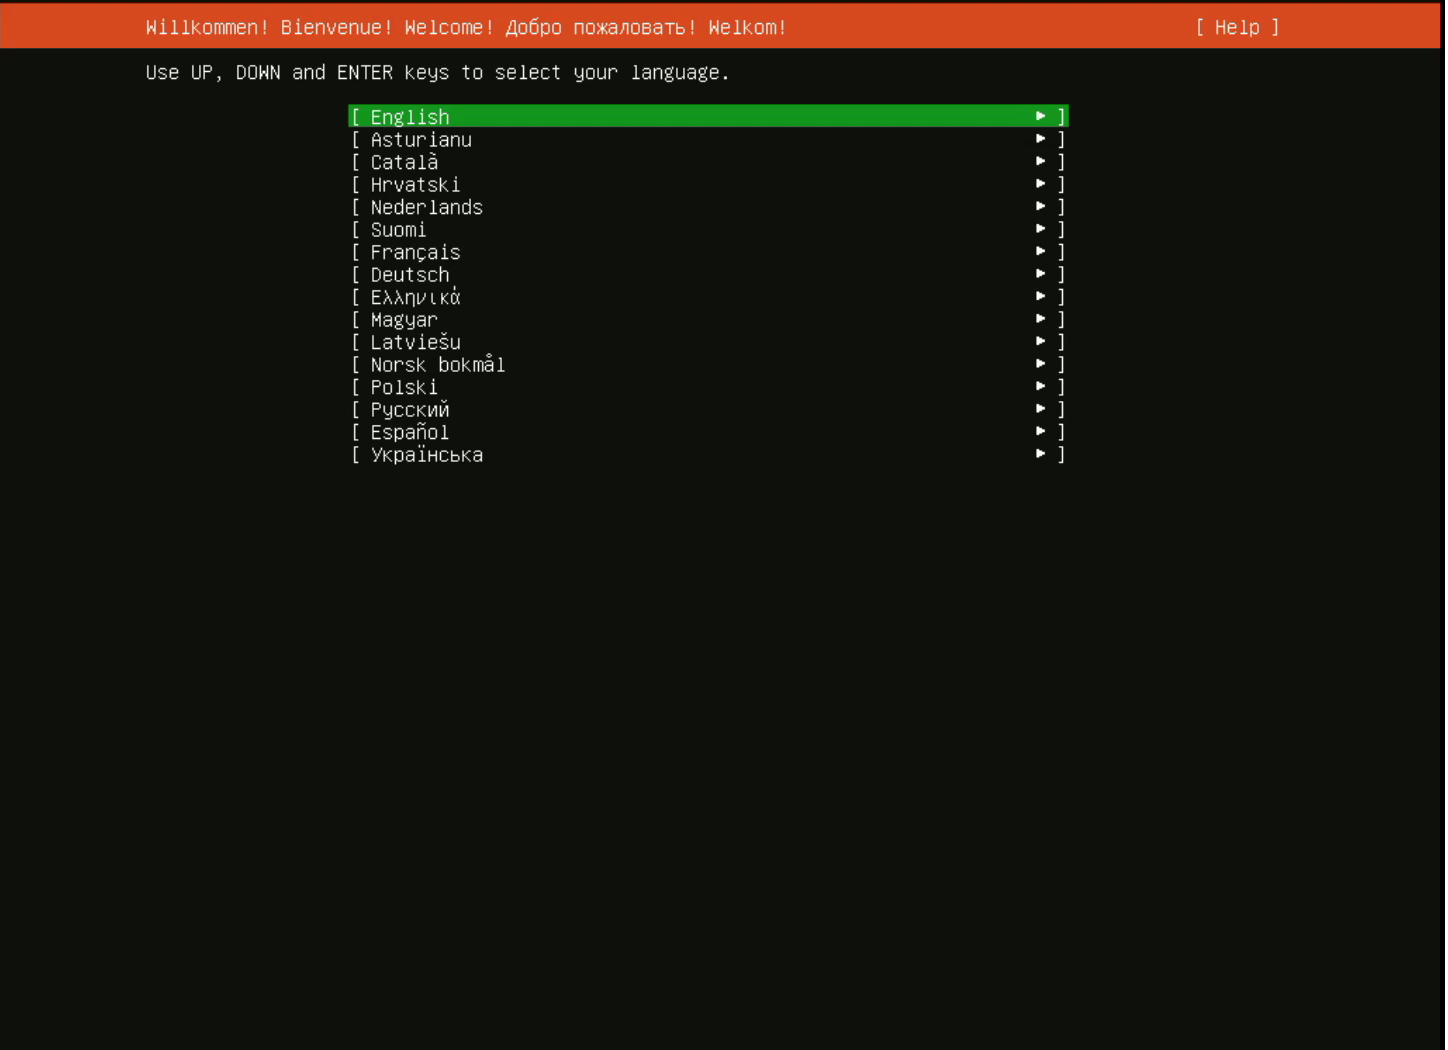 Willkommen! Bienvenue! Welcome! Добро пожаловать! Welkom! [ Help ]
Use UP, DOWN and ENTER keys to select your language.
[ English ► ]
[ Asturianu ► ]
[ Català ► ]
[ Hrvatski ► ]
[ Nederlands ► ]
[ Suomi ► ]
[ Français ► ]
[ Deutsch ► ]
[ Ελληνικά ► ]
[ Magyar ► ]
[ Latviešu ► ]
[ Norsk bokmål ► ]
[ Polski ► ]
[ Русский ► ]
[ Español ► ]
[ Українська ► ]